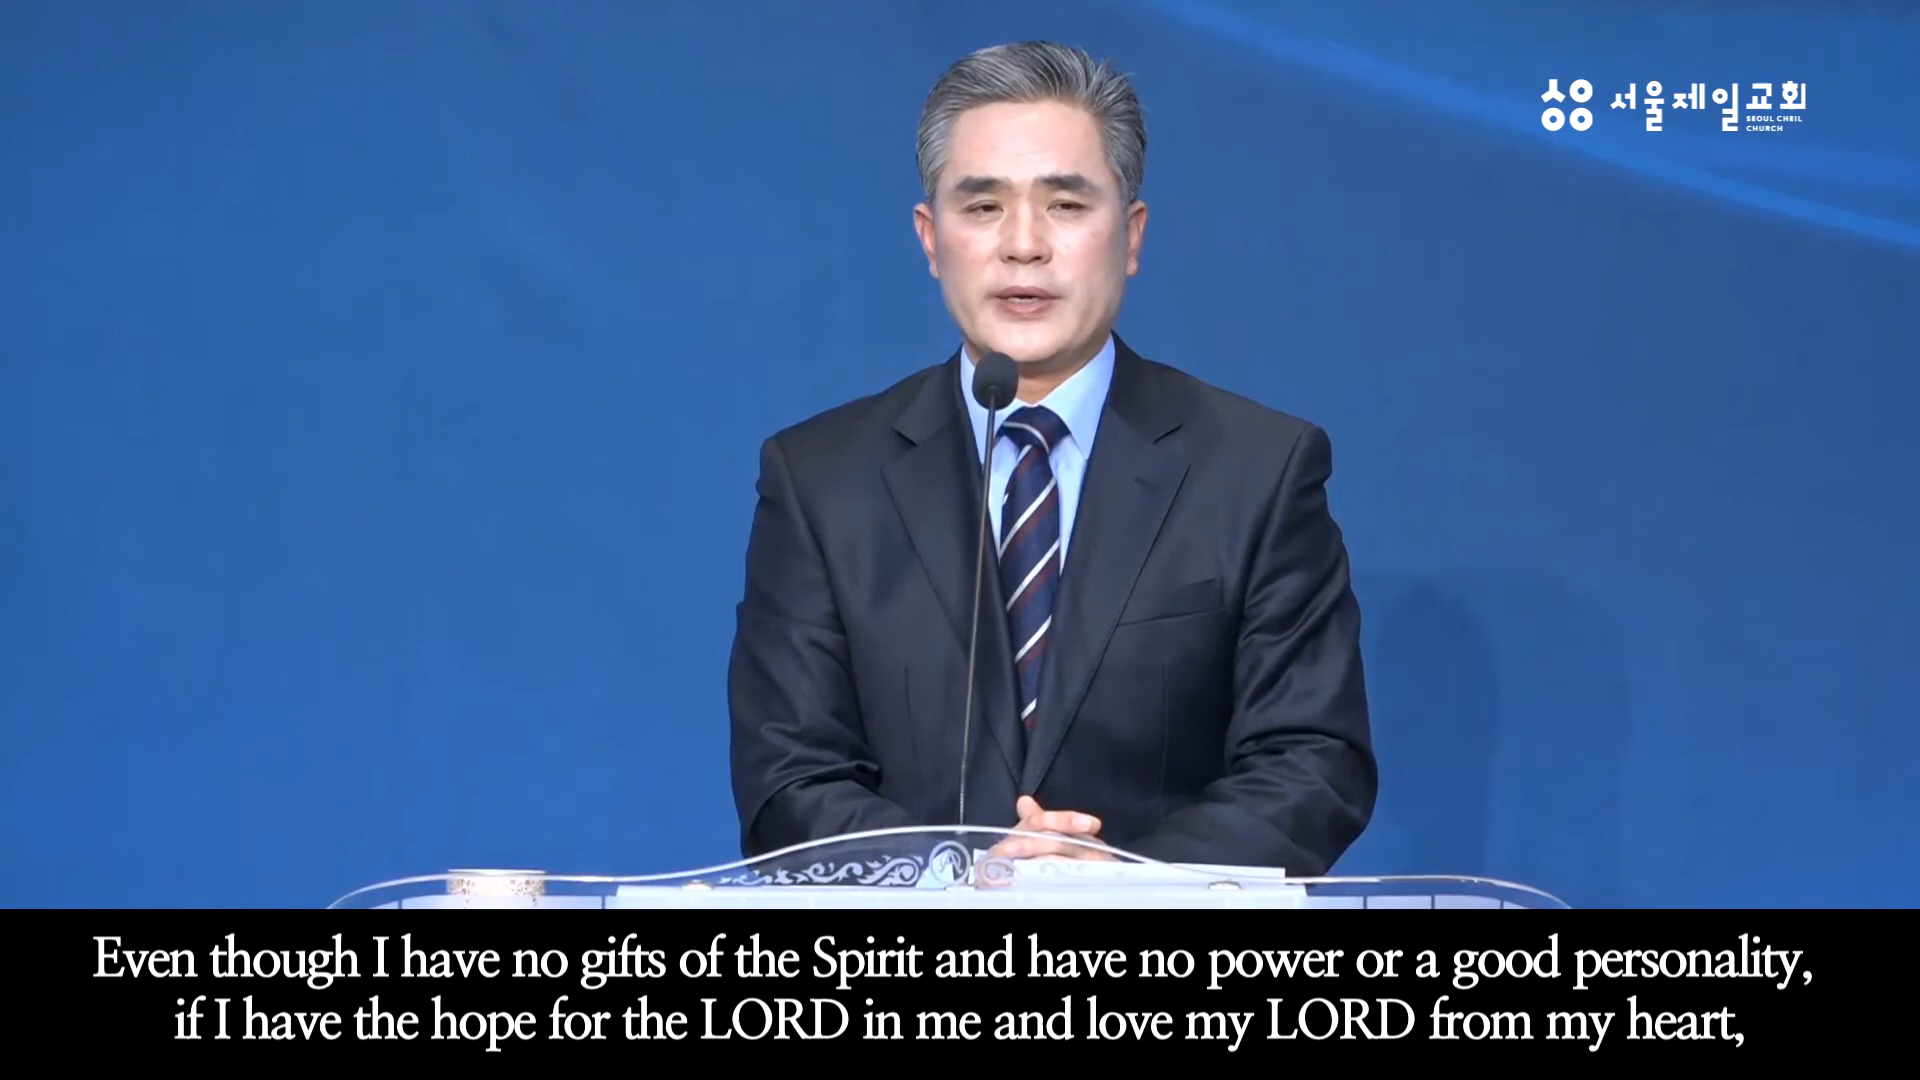 서울제일교회
SEOUL CHEIL
CHURCH
Even though I have no gifts of the Spirit and have no power or a good personality,
if I have the hope for the LORD in me and love my LORD from my heart,